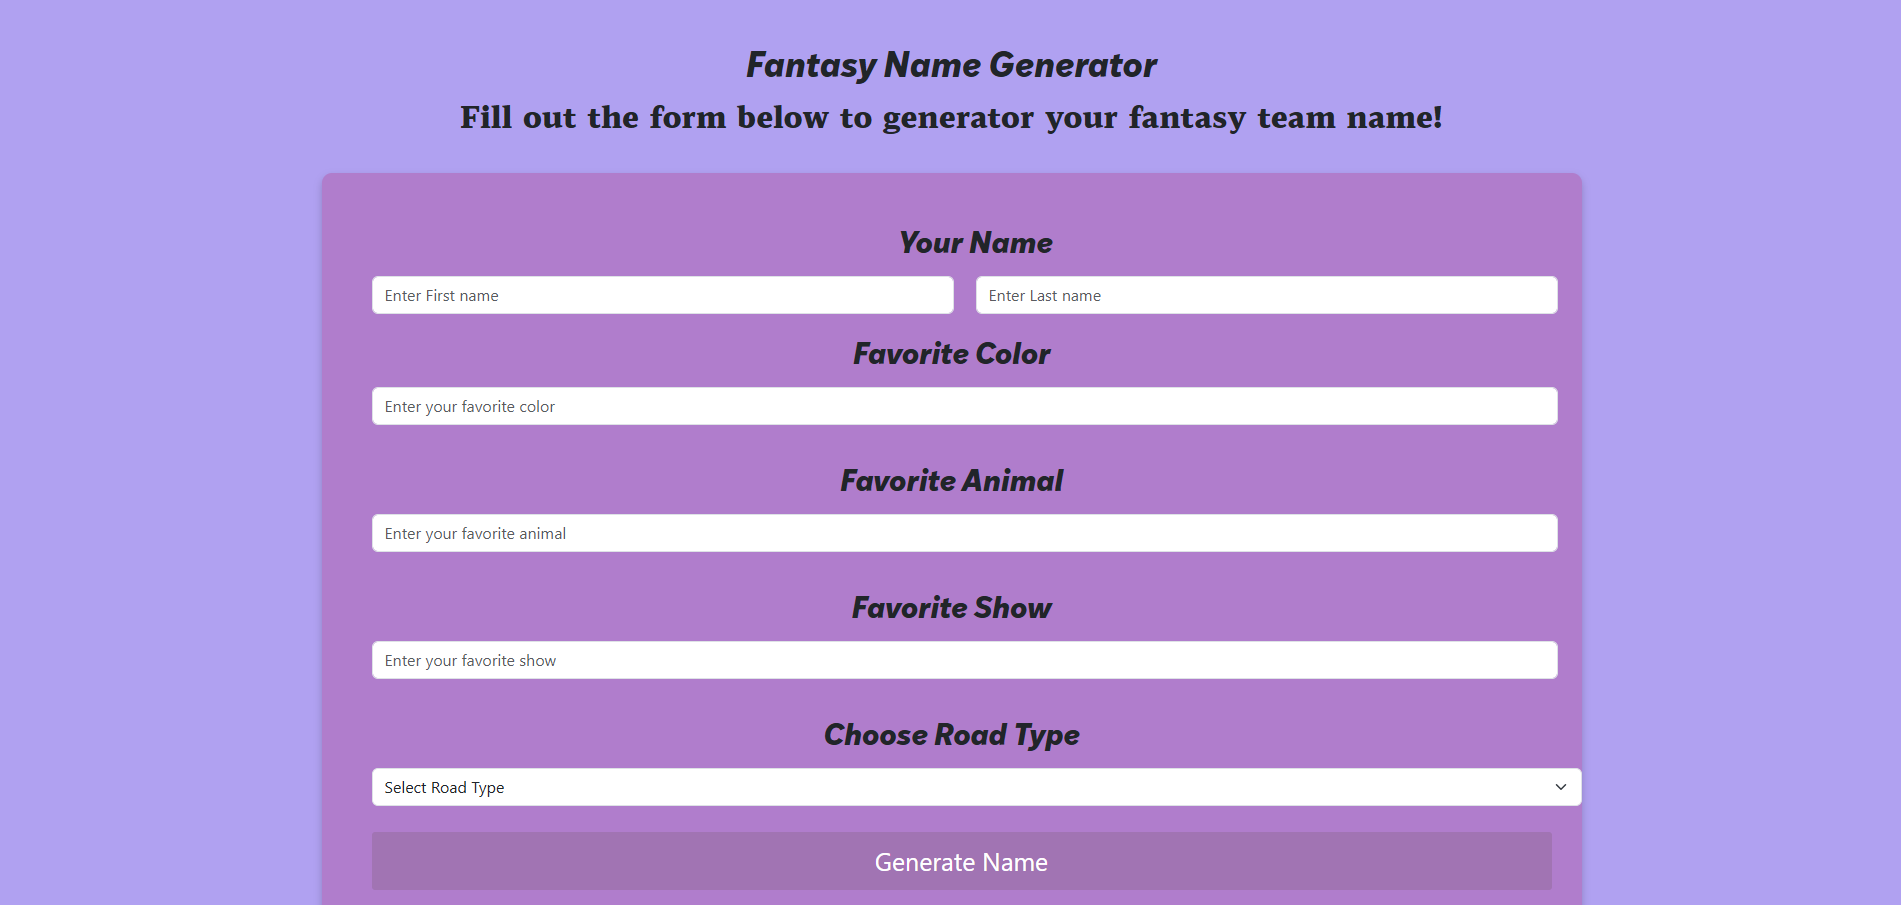 Fantasy Name Generator
Fill out the form below to generator your fantasy team name!
Your Name
Enter First name
Enter Last name
Favorite Color
Enter your favorite color
Favorite Animal
Enter your favorite animal
Favorite Show
Enter your favorite show
Choose Road Type
Select Road Type
Generate Name